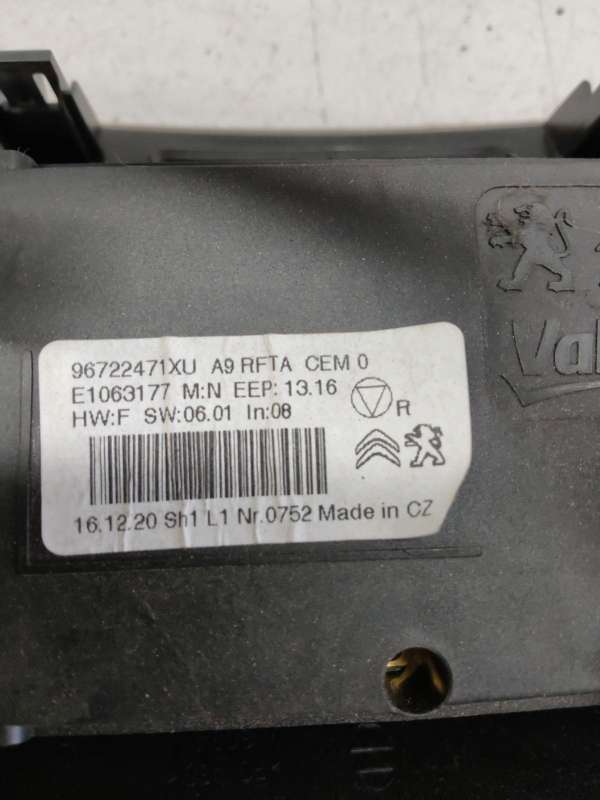 96722471XU A9 RFTA CEM 0
E1063177 M:N EEP: 13.16
HW:F SW:06.01 In:08
R
16.12.20 Sh1 L1 Nr.0752 Made in CZ
Val